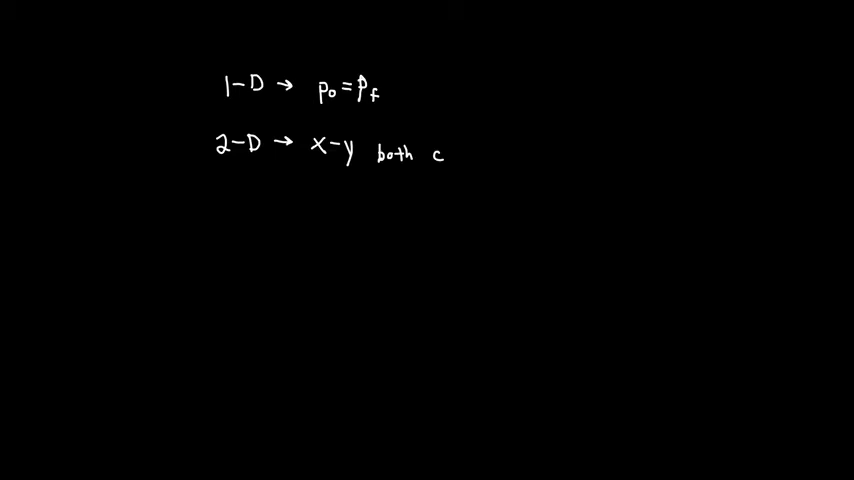 1-D → p₀ = p_f
2-D → x-y both c